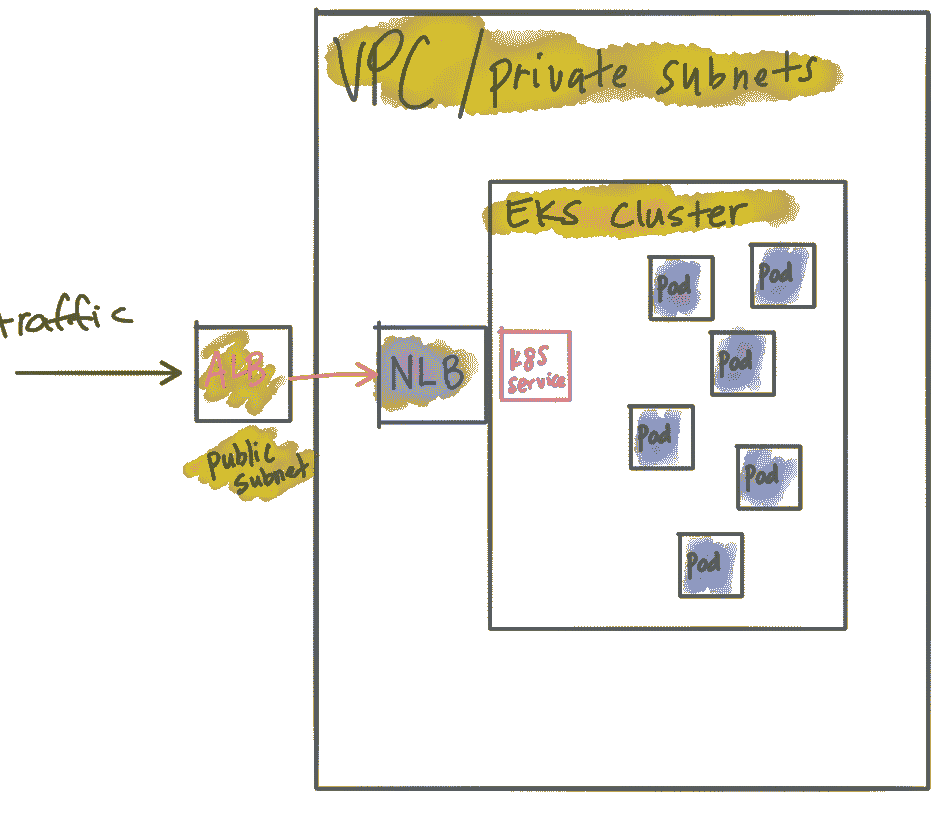 VPC/private subnets
EKS cluster
Pod
Pod
traffic
ALB
NLB
K8S
service
Pod
Pod
public
subnet
Pod
Pod